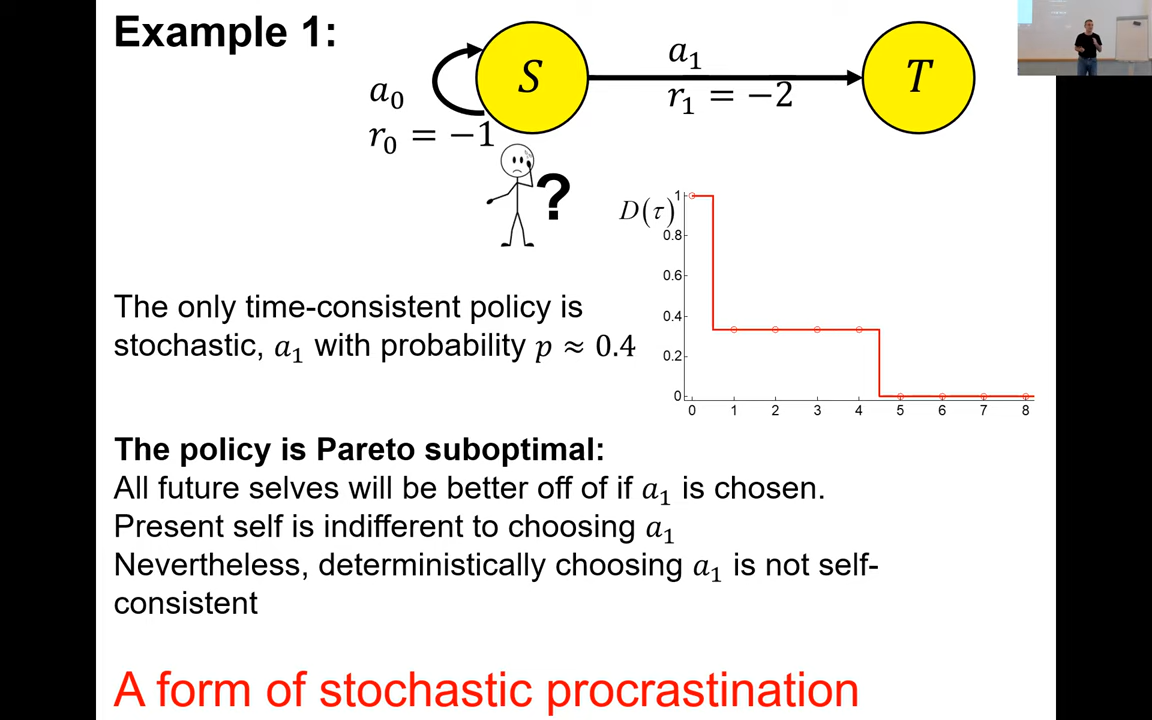 Example 1:
S
a₁
r₁ = −2
T
a₀
r₀ = −1
?
D(τ)
1
0.8
0.6
0.4
0.2
0
0 1 2 3 4 5 6 7 8
The only time-consistent policy is
stochastic, a₁ with probability p ≈ 0.4
The policy is Pareto suboptimal:
All future selves will be better off of if a₁ is chosen.
Present self is indifferent to choosing a₁
Nevertheless, deterministically choosing a₁ is not self-
consistent
A form of stochastic procrastination